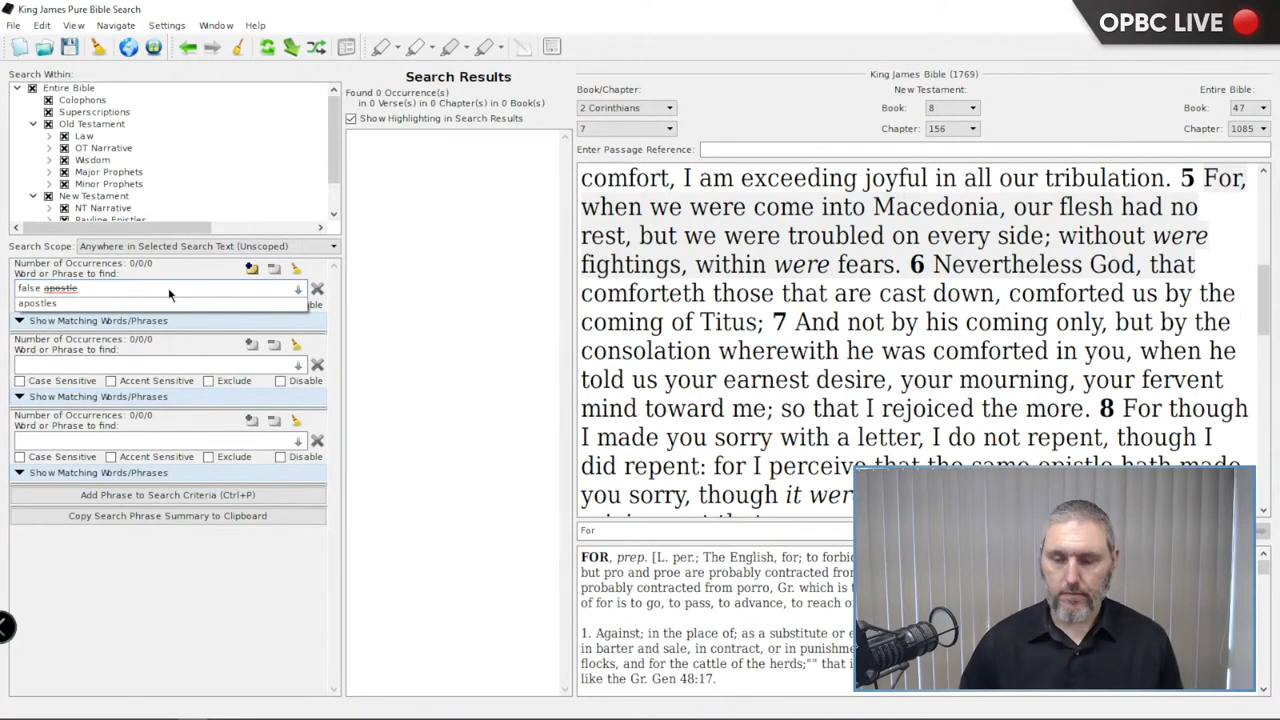 King James Pure Bible Search
File Edit View Navigate Settings Window Help
OPBC LIVE
Search Within:
Entire Bible
Colophons
Superscriptions
Old Testament
Law
OT Narrative
Wisdom
Major Prophets
Minor Prophets
New Testament
NT Narrative
Pauline Epistles
Search Scope: Anywhere in Selected Search Text (Unscoped)
Number of Occurrences: 0/0/0
Word or Phrase to find:
false apostle
apostles
Show Matching Words/Phrases
Number of Occurrences: 0/0/0
Word or Phrase to find:
Case Sensitive Accent Sensitive Exclude Disable
Show Matching Words/Phrases
Number of Occurrences: 0/0/0
Word or Phrase to find:
Case Sensitive Accent Sensitive Exclude Disable
Show Matching Words/Phrases
Add Phrase to Search Criteria (Ctrl+P)
Copy Search Phrase Summary to Clipboard
Search Results
Found 0 Occurrence(s)
in 0 Verse(s) in 0 Chapter(s) in 0 Book(s)
Show Highlighting in Search Results
King James Bible (1769)
Book/Chapter: New Testament: Entire Bible:
2 Corinthians Book: 8 Book: 47
7 Chapter: 156 Chapter: 1085
Enter Passage Reference:
comfort, I am exceeding joyful in all our tribulation. 5 For,
when we were come into Macedonia, our flesh had no
rest, but we were troubled on every side; without were
fightings, within were fears. 6 Nevertheless God, that
comforteth those that are cast down, comforted us by the
coming of Titus; 7 And not by his coming only, but by the
consolation wherewith he was comforted in you, when he
told us your earnest desire, your mourning, your fervent
mind toward me; so that I rejoiced the more. 8 For though
I made you sorry with a letter, I do not repent, though I
did repent: for I perceive that the same epistle hath made
you sorry, though it were
For
FOR, prep. [L. per.; The English, for; to forbid
but pro and proe are probably contracted from
probably contracted from porro, Gr. which is t
of for is to go, to pass, to advance, to reach o
1. Against; in the place of; as a substitute or e
in barter and sale, in contract, or in punishme
flocks, and for the cattle of the herds;"" that i
like the Gr. Gen 48:17.